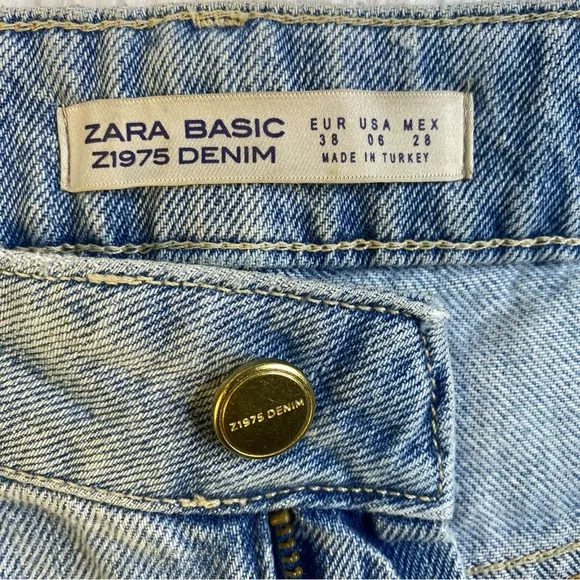 ZARA BASIC
Z1975 DENIM
EUR USA MEX
38 06 28
MADE IN TURKEY
Z1975 DENIM